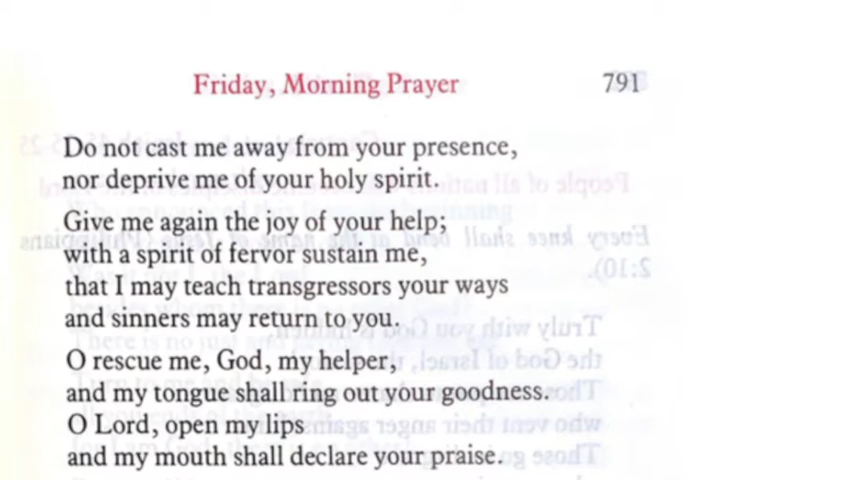 Friday, Morning Prayer 791
Do not cast me away from your presence,
nor deprive me of your holy spirit.
Give me again the joy of your help;
with a spirit of fervor sustain me,
that I may teach transgressors your ways
and sinners may return to you.
O rescue me, God, my helper,
and my tongue shall ring out your goodness.
O Lord, open my lips
and my mouth shall declare your praise.